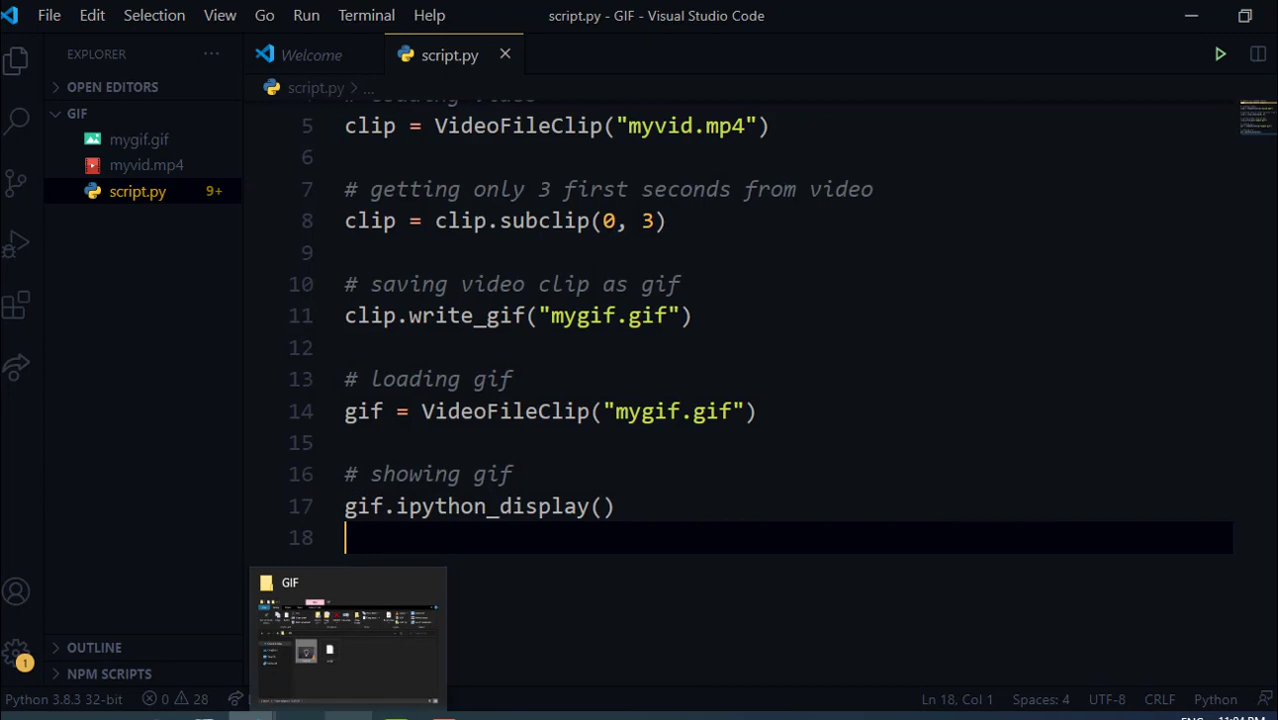 File Edit Selection View Go Run Terminal Help script.py - GIF - Visual Studio Code
EXPLORER ...
Welcome script.py
OPEN EDITORS
script.py > ...
GIF
mygif.gif
myvid.mp4
script.py 9+
5 clip = VideoFileClip("myvid.mp4")
6
7 # getting only 3 first seconds from video
8 clip = clip.subclip(0, 3)
9
10 # saving video clip as gif
11 clip.write_gif("mygif.gif")
12
13 # loading gif
14 gif = VideoFileClip("mygif.gif")
15
16 # showing gif
17 gif.ipython_display()
18
GIF
OUTLINE
1
NPM SCRIPTS
Python 3.8.3 32-bit 0 28 Ln 18, Col 1 Spaces: 4 UTF-8 CRLF Python